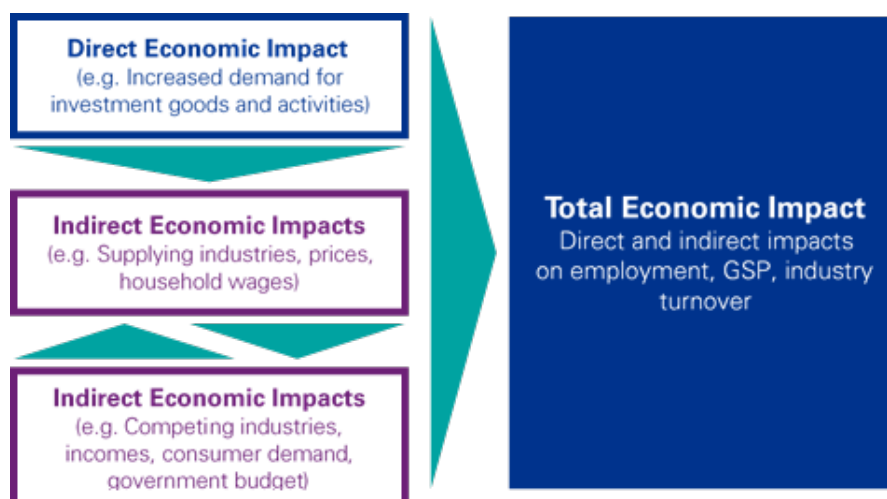 Direct Economic Impact
(e.g. Increased demand for
investment goods and activities)
Indirect Economic Impacts
(e.g. Supplying industries, prices,
household wages)
Indirect Economic Impacts
(e.g. Competing industries,
incomes, consumer demand,
government budget)
Total Economic Impact
Direct and indirect impacts
on employment, GSP, industry
turnover